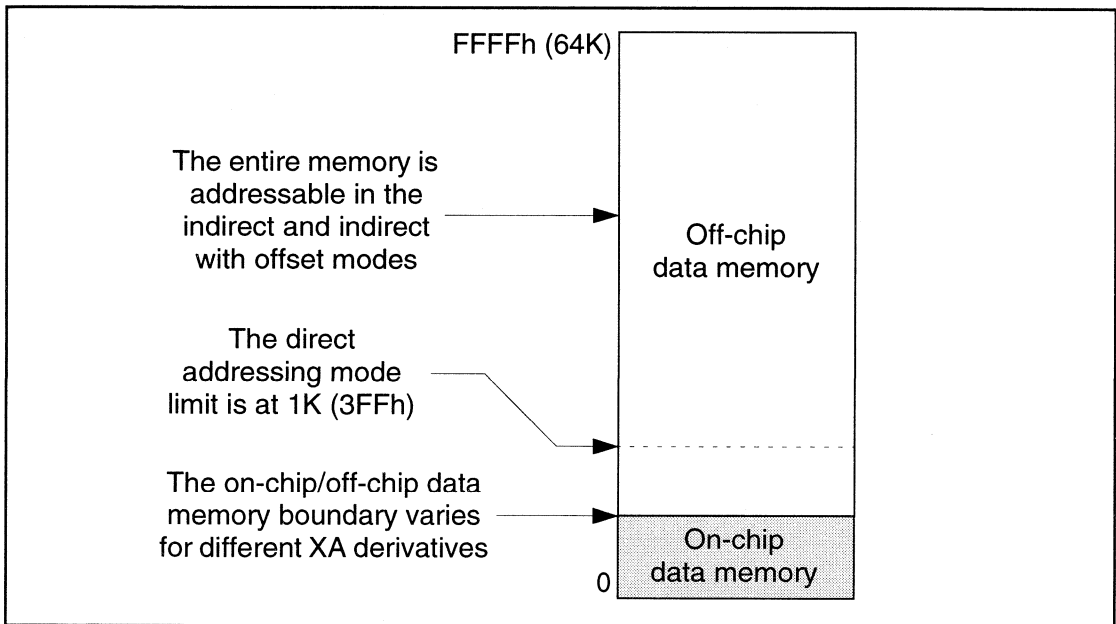 FFFFh (64K)
The entire memory is
addressable in the
indirect and indirect
with offset modes
Off-chip
data memory
The direct
addressing mode
limit is at 1K (3FFh)
The on-chip/off-chip data
memory boundary varies
for different XA derivatives
On-chip
data memory
0